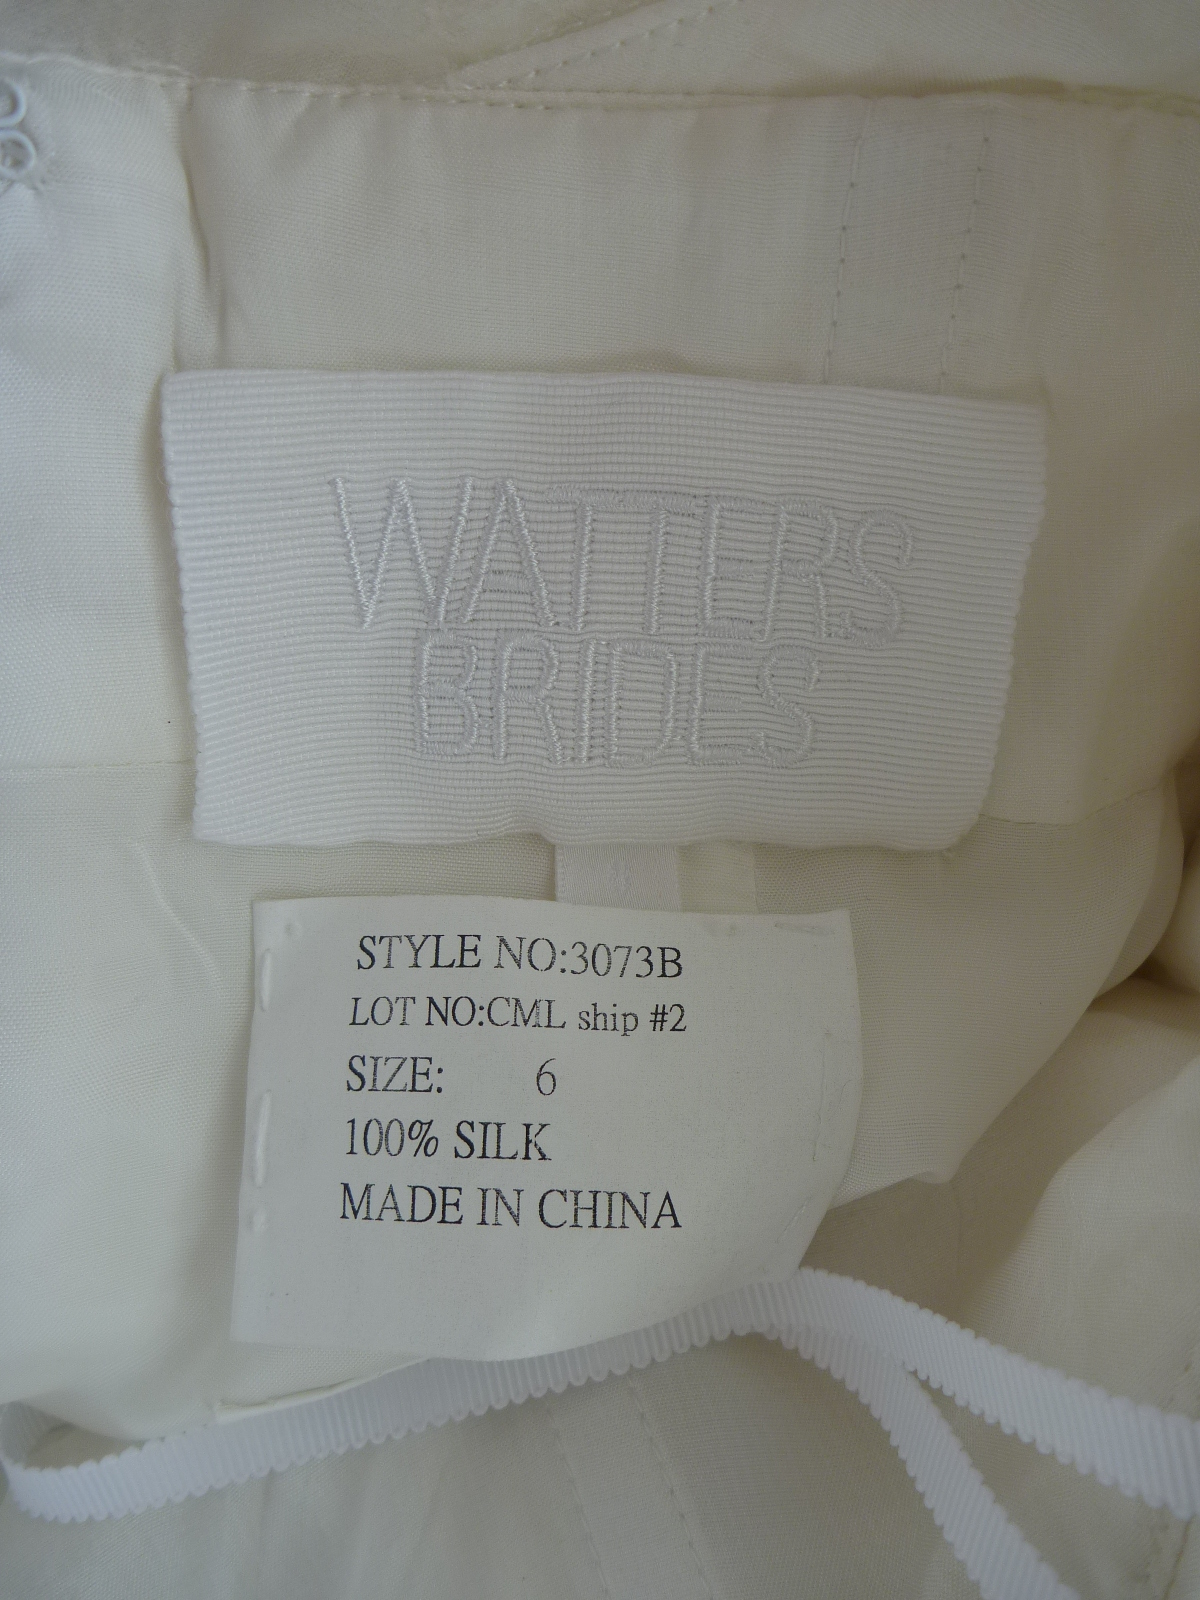 WATTERS
BRIDES
STYLE NO:3073B
LOT NO:CML ship #2
SIZE: 6
100% SILK
MADE IN CHINA